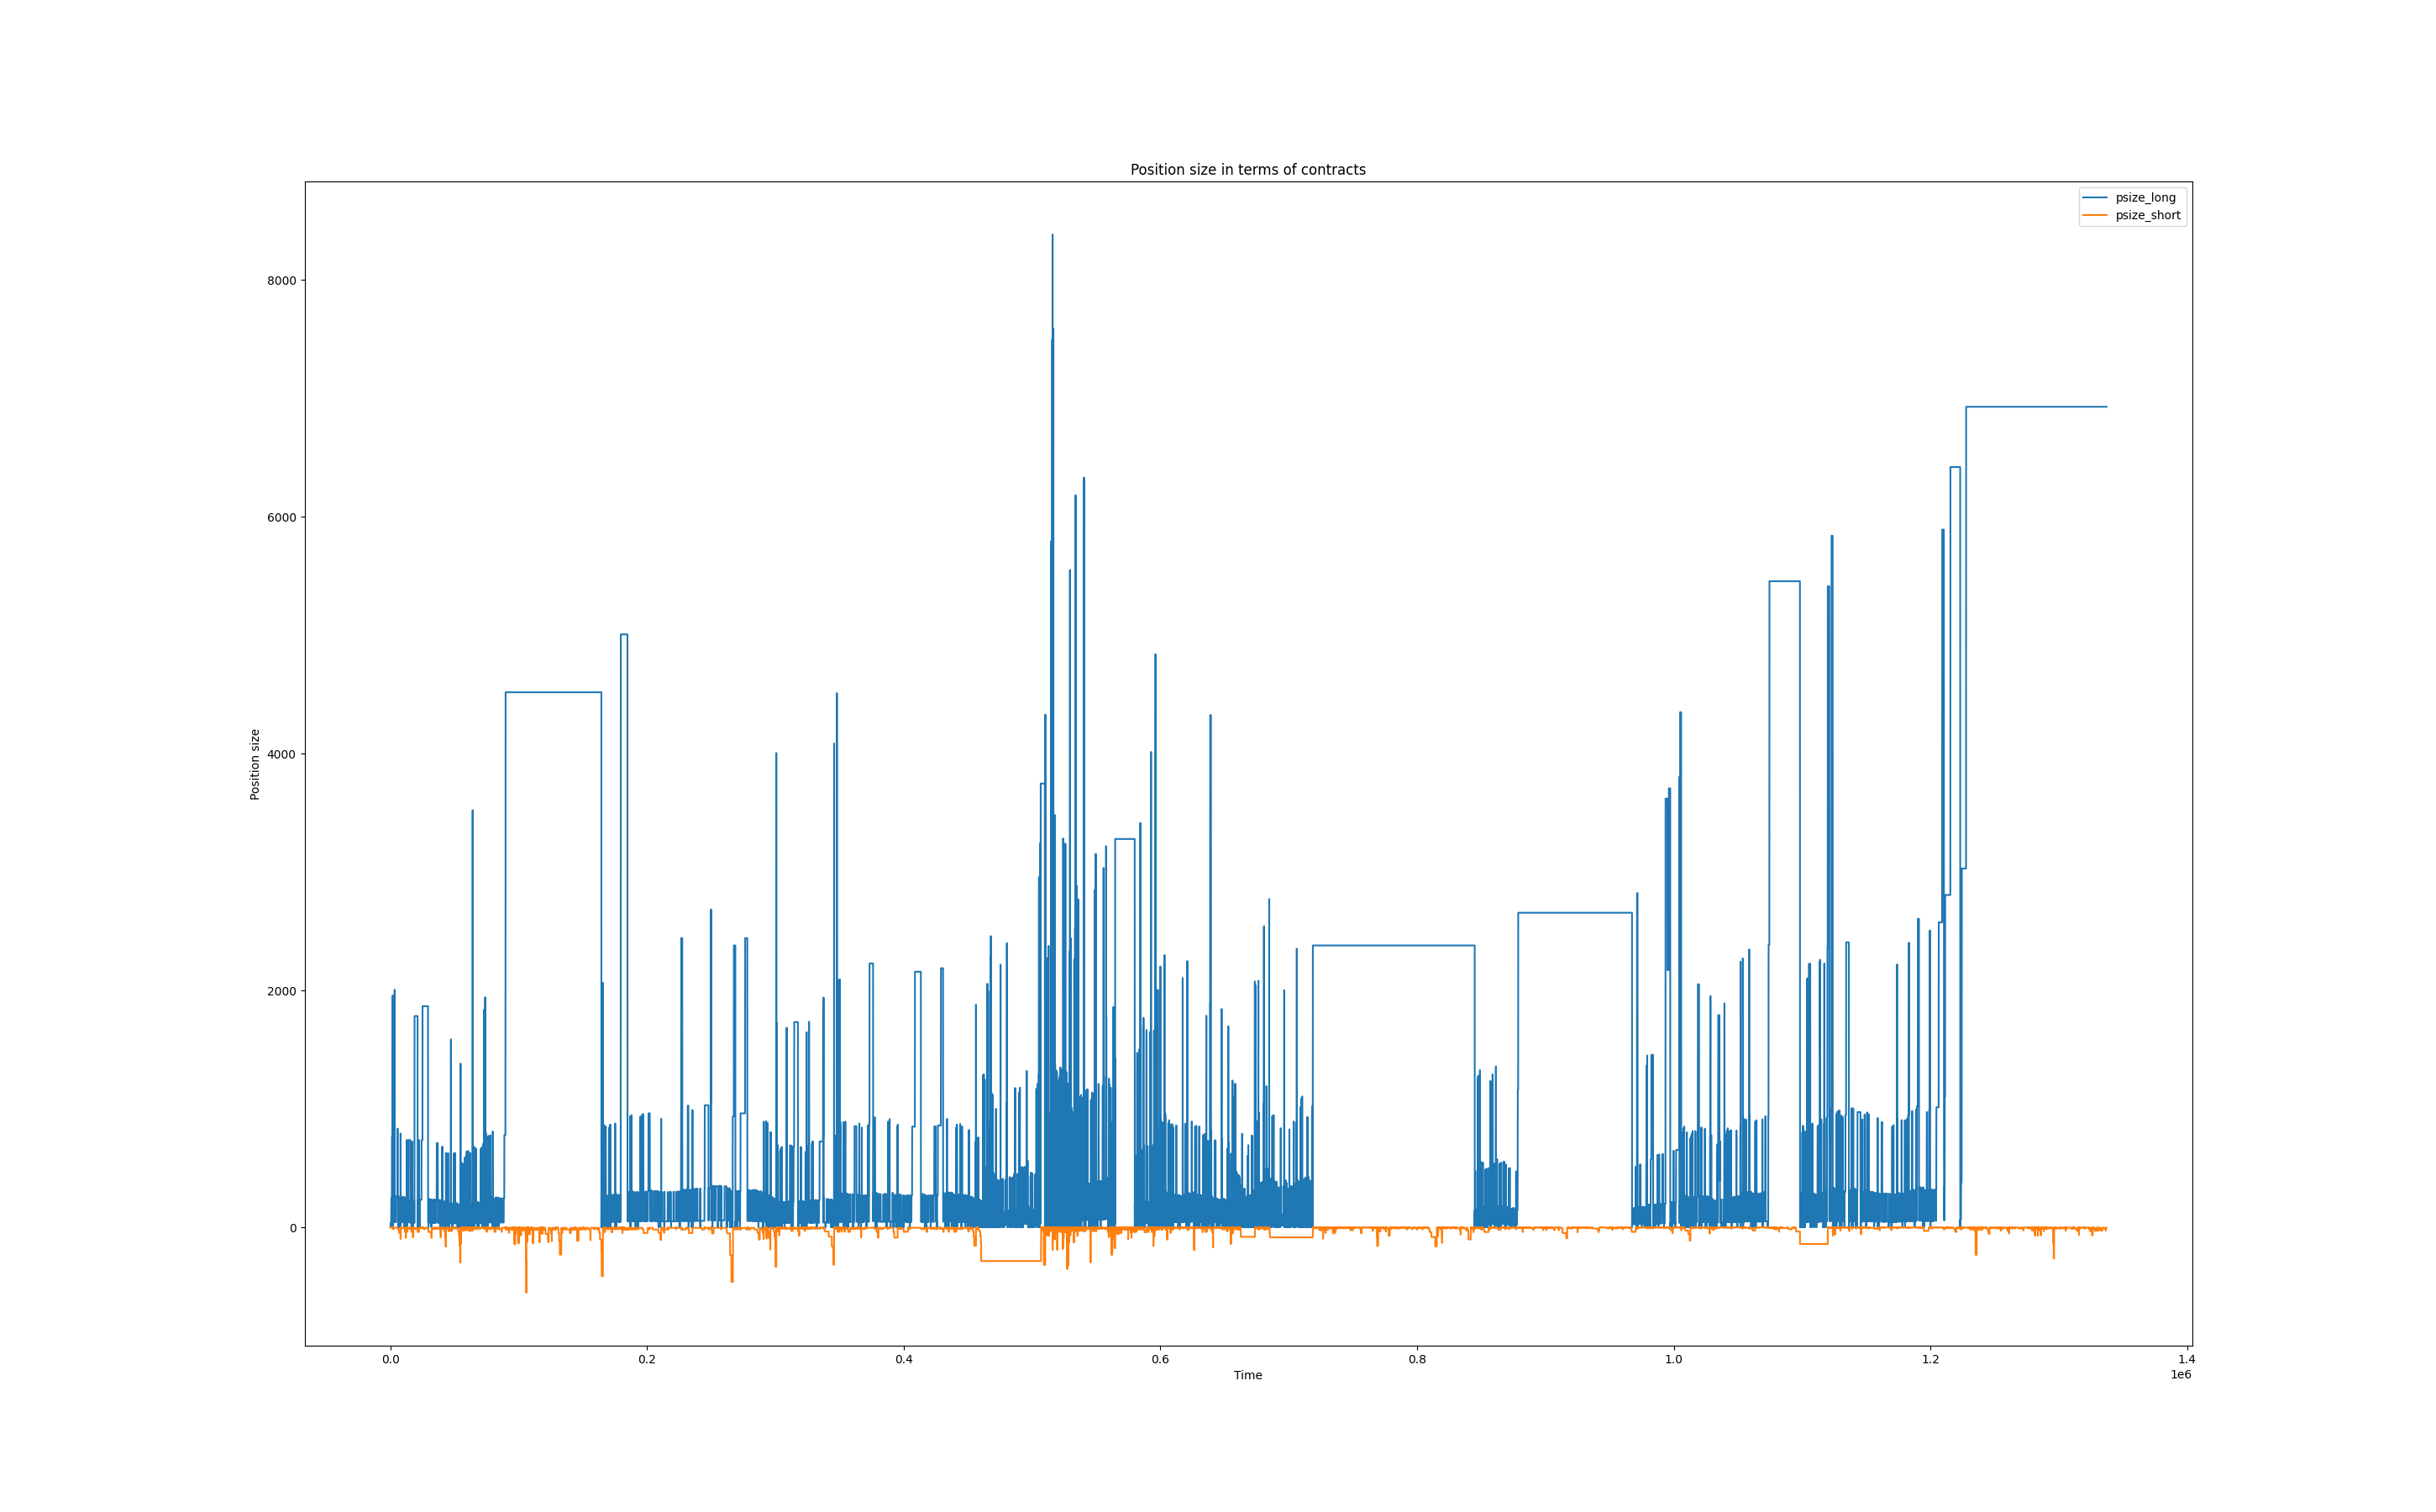 Position size in terms of contracts
psize_long
psize_short
8000
6000
4000
2000
0
Position size
0.0 0.2 0.4 0.6 0.8 1.0 1.2 1.4
Time
1e6